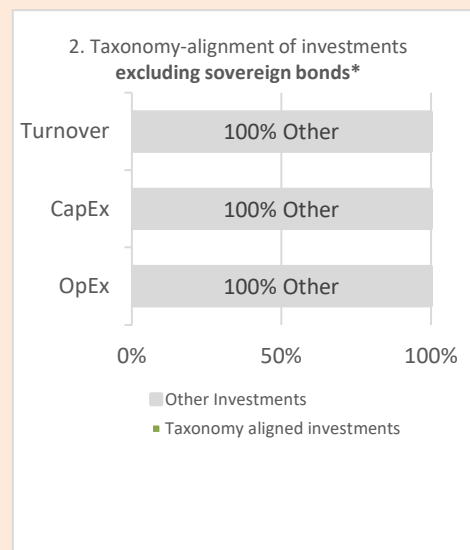 2. Taxonomy-alignment of investments
excluding sovereign bonds*
Turnover
100% Other
CapEx
100% Other
OpEx
100% Other
0%
50%
100%
Other Investments
Taxonomy aligned investments